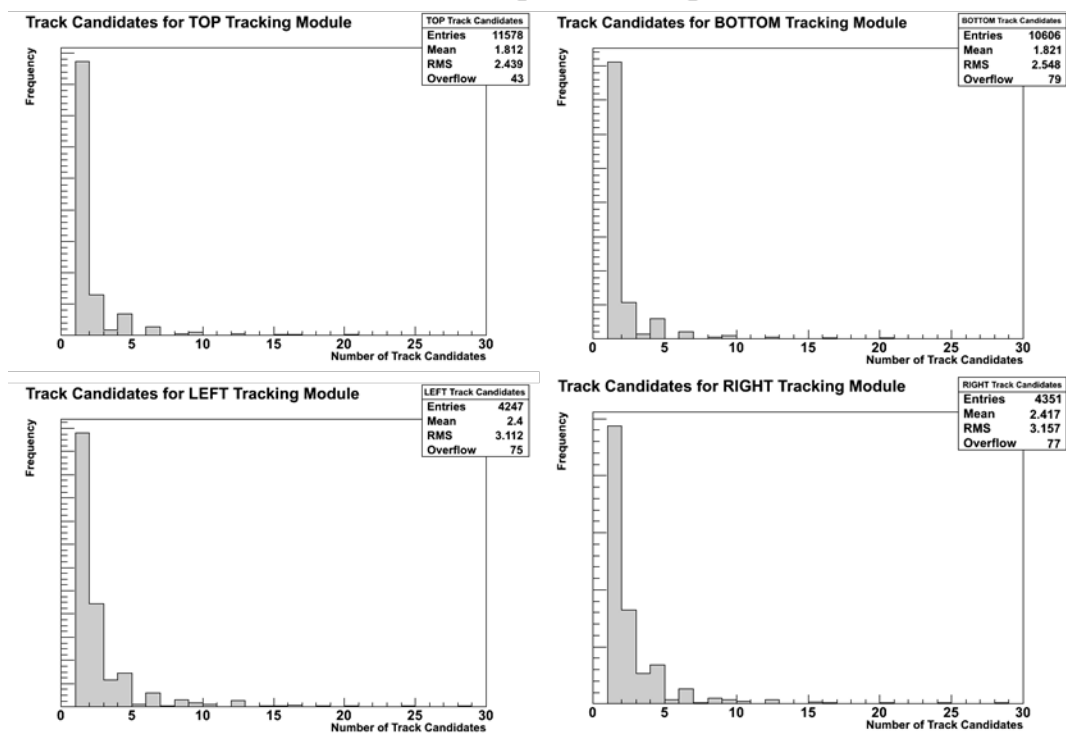 Track Candidates for TOP Tracking Module
TOP Track Candidates
Entries 11578
Mean 1.812
RMS 2.439
Overflow 43
Frequency
0 5 10 15 20 25 30
Number of Track Candidates
Track Candidates for BOTTOM Tracking Module
BOTTOM Track Candidates
Entries 10606
Mean 1.821
RMS 2.548
Overflow 79
Frequency
0 5 10 15 20 25 30
Number of Track Candidates
Track Candidates for LEFT Tracking Module
LEFT Track Candidates
Entries 4247
Mean 2.4
RMS 3.112
Overflow 75
Frequency
0 5 10 15 20 25 30
Number of Track Candidates
Track Candidates for RIGHT Tracking Module
RIGHT Track Candidates
Entries 4351
Mean 2.417
RMS 3.157
Overflow 77
Frequency
0 5 10 15 20 25 30
Number of Track Candidates